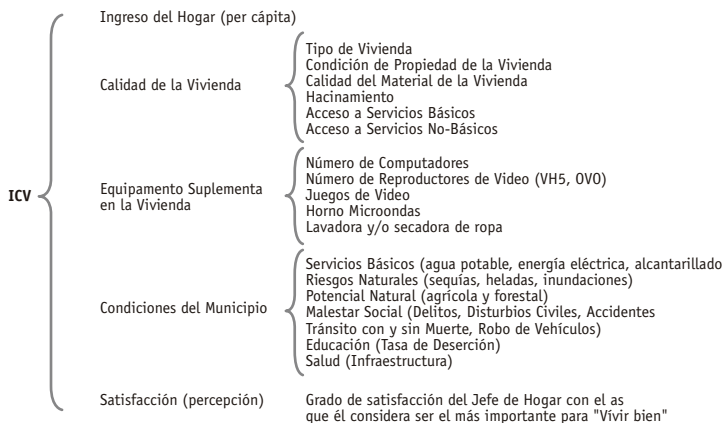 Ingreso del Hogar (per cápita)
Calidad de la Vivienda
Tipo de Vivienda
Condición de Propiedad de la Vivienda
Calidad del Material de la Vivienda
Hacinamiento
Acceso a Servicios Básicos
Acceso a Servicios No-Básicos
ICV
Equipamento Suplementa
en la Vivienda
Número de Computadores
Número de Reproductores de Video (VH5, OVO)
Juegos de Video
Horno Microondas
Lavadora y/o secadora de ropa
Condiciones del Municipio
Servicios Básicos (agua potable, energía eléctrica, alcantarillado
Riesgos Naturales (sequías, heladas, inundaciones)
Potencial Natural (agrícola y forestal)
Malestar Social (Delitos, Disturbios Civiles, Accidentes
Tránsito con y sin Muerte, Robo de Vehículos)
Educación (Tasa de Deserción)
Salud (Infraestructura)
Satisfacción (percepción)
Grado de satisfacción del Jefe de Hogar con el as
que él considera ser el más importante para "Vívir bien"